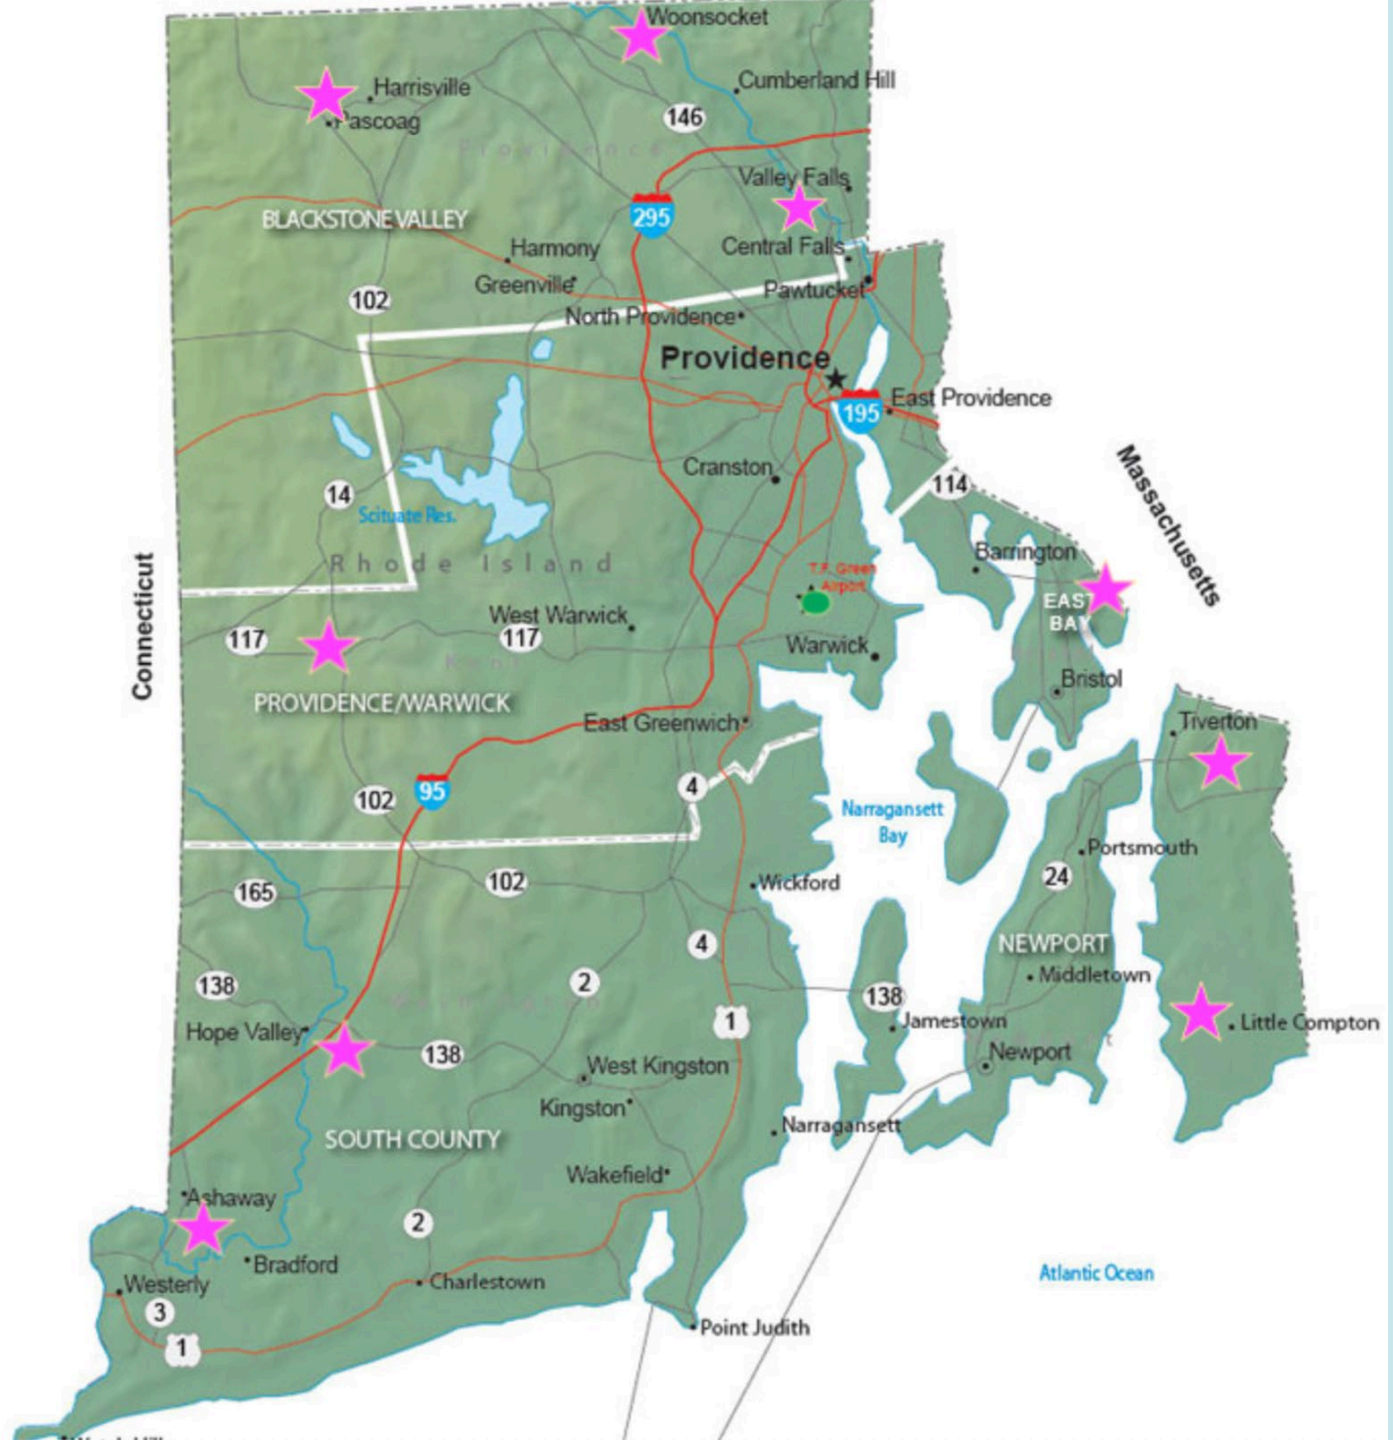 Woonsocket
Harrisville
Cumberland Hill
Pascoag
146
Providence
Valley Falls
295
BLACKSTONE VALLEY
Harmony
Central Falls
Greenville
Pawtucket
102
North Providence
Providence
195
East Providence
Cranston
114
14
Scituate Res.
Massachusetts
Barrington
Rhode Island
T.F. Green
Airport
Connecticut
EAST
BAY
West Warwick
117
117
Warwick
Kent
Bristol
PROVIDENCE/WARWICK
East Greenwich
Tiverton
4
95
102
Narragansett
Bay
Portsmouth
24
165
102
Wickford
4
NEWPORT
Middletown
138
2
138
1
Jamestown
Little Compton
Hope Valley
138
Newport
West Kingston
Kingston
Narragansett
SOUTH COUNTY
Wakefield
Ashaway
2
Bradford
Atlantic Ocean
Westerly
Charlestown
3
1
Point Judith